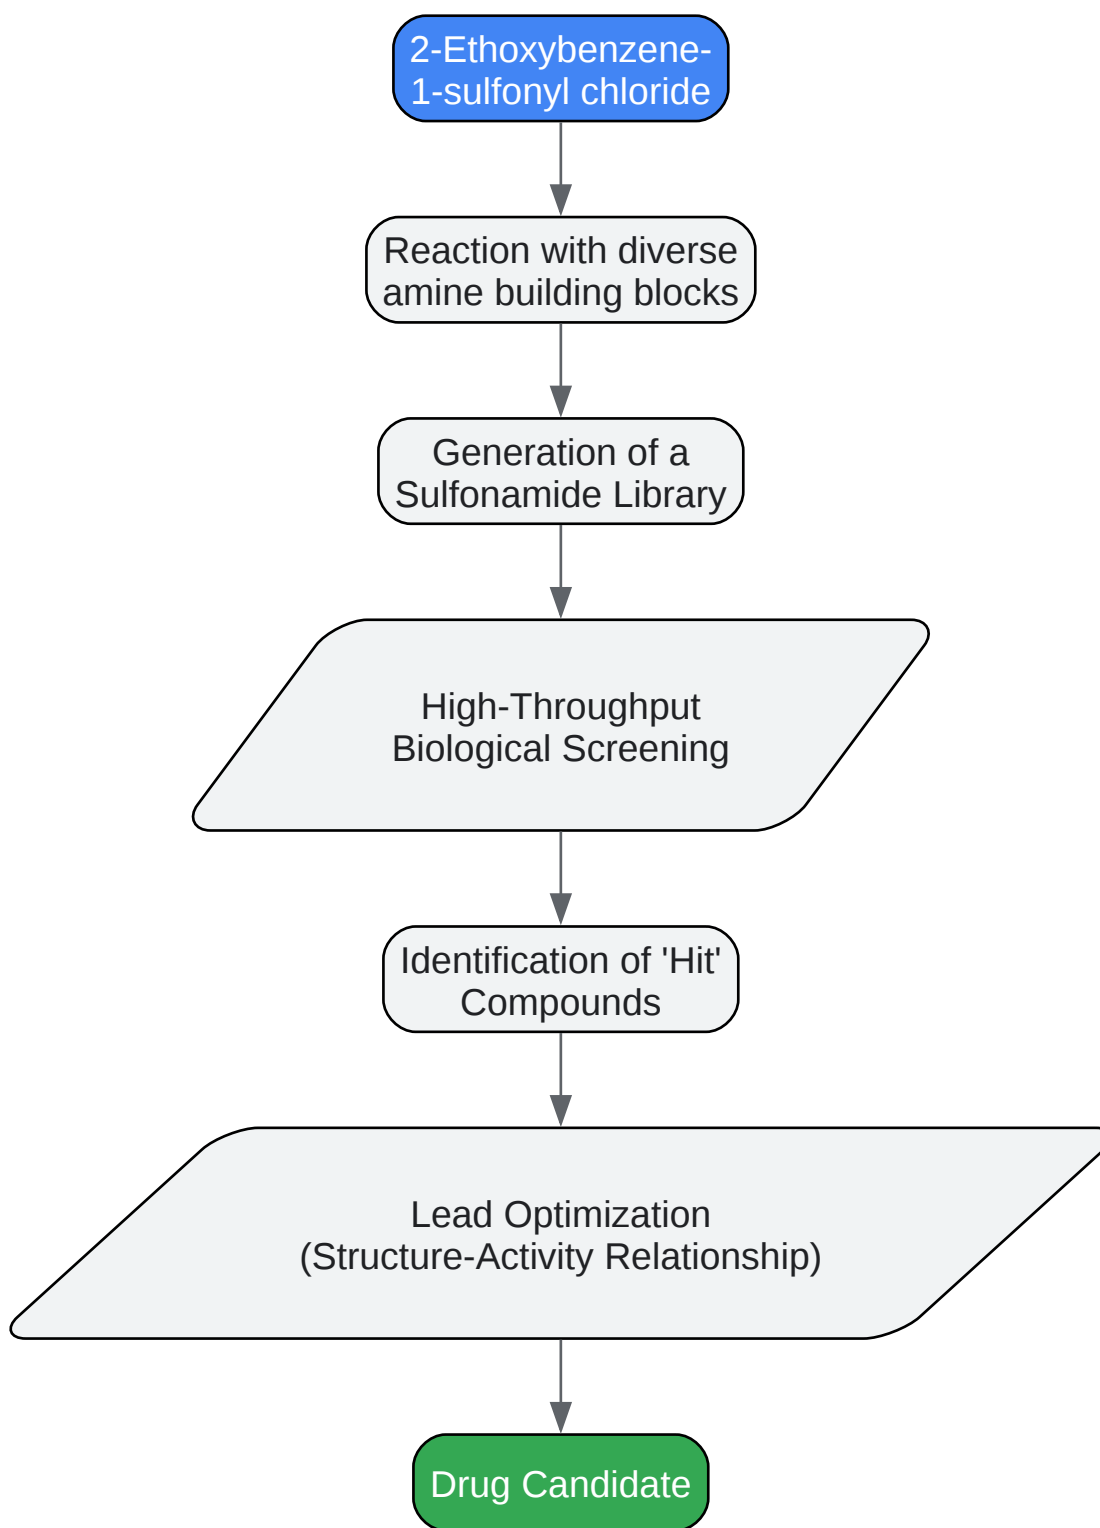 2-Ethoxybenzene-
1-sulfonyl chloride
Reaction with diverse
amine building blocks
Generation of a
Sulfonamide Library
High-Throughput
Biological Screening
Identification of 'Hit'
Compounds
Lead Optimization
(Structure-Activity Relationship)
Drug Candidate